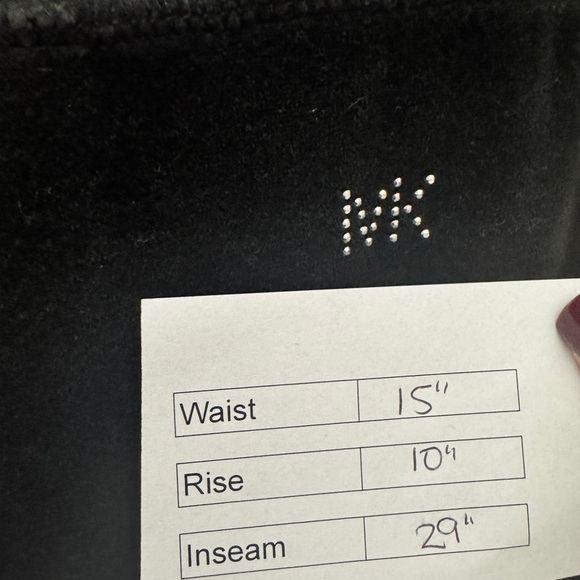 MK
Waist 15"
Rise 10"
Inseam 29"